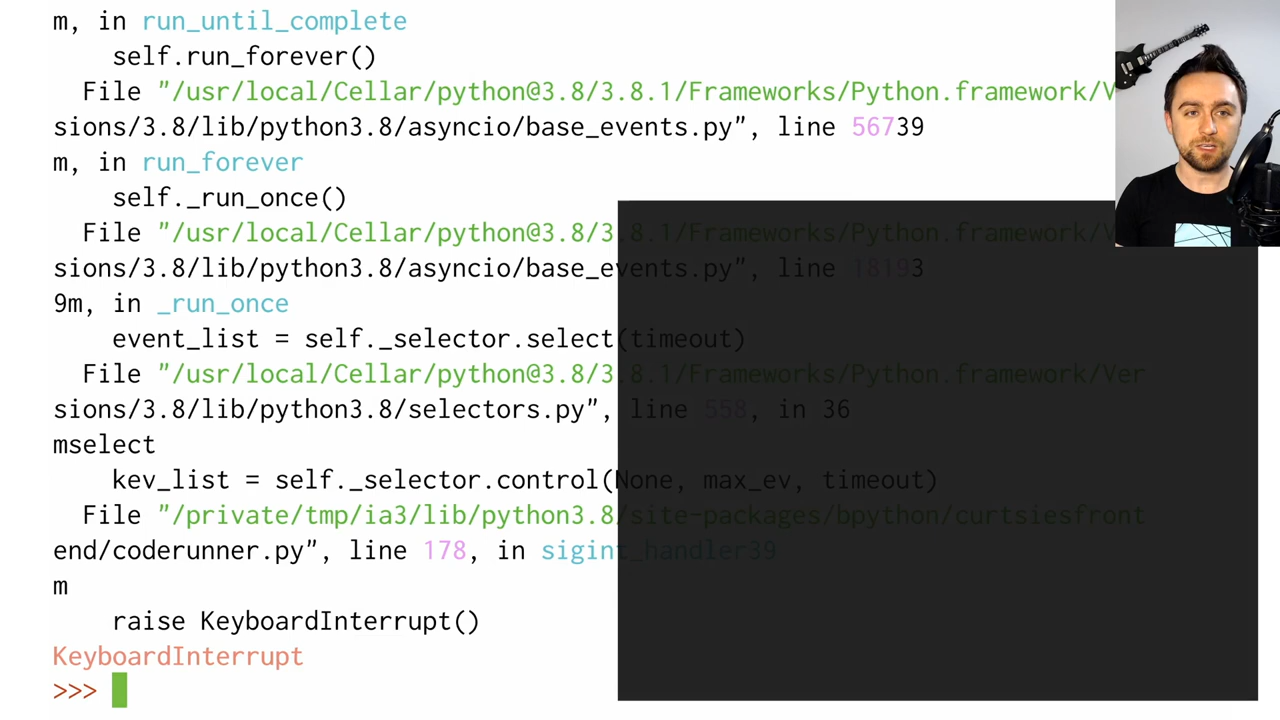 m, in run_until_complete
self.run_forever()
File "/usr/local/Cellar/python@3.8/3.8.1/Frameworks/Python.framework/V
sions/3.8/lib/python3.8/asyncio/base_events.py", line 56739
m, in run_forever
self._run_once()
File "/usr/local/Cellar/python@3.8/3.8.1/Frameworks/Python.framework/V
sions/3.8/lib/python3.8/asyncio/base_events.py", line 18193
9m, in _run_once
event_list = self._selector.select(timeout)
File "/usr/local/Cellar/python@3.8/3.8.1/Frameworks/Python.framework/Ver
sions/3.8/lib/python3.8/selectors.py", line 558, in 36
mselect
kev_list = self._selector.control(None, max_ev, timeout)
File "/private/tmp/ia3/lib/python3.8/site-packages/bpython/curtsiesfront
end/coderunner.py", line 178, in sigint_handler39
m
raise KeyboardInterrupt()
KeyboardInterrupt
>>>